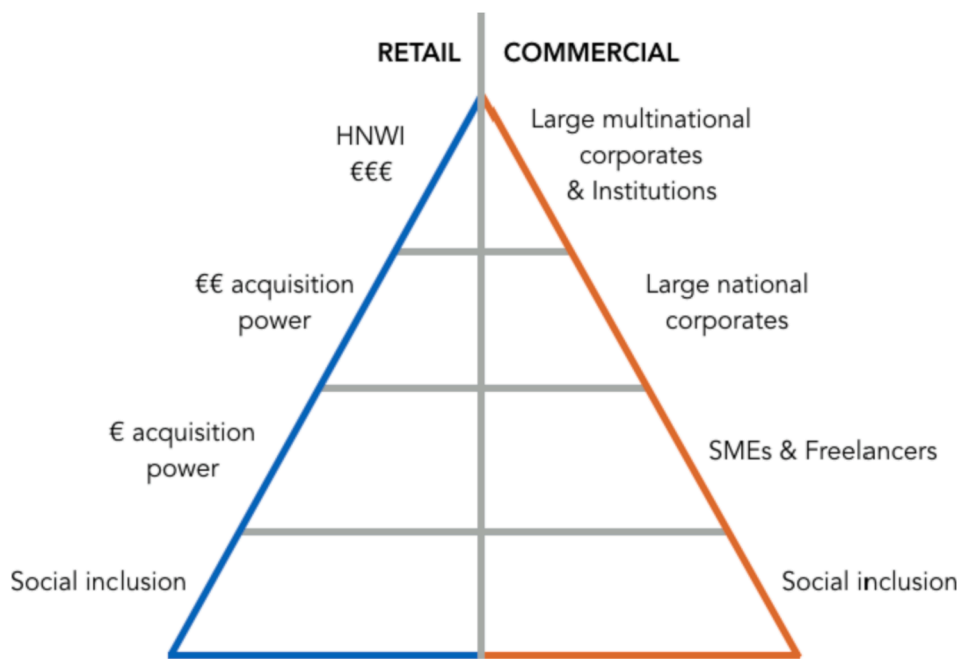 RETAIL
COMMERCIAL
HNWI
€€€
Large multinational
corporates
& Institutions
€€ acquisition
power
Large national
corporates
€ acquisition
power
SMEs & Freelancers
Social inclusion
Social inclusion